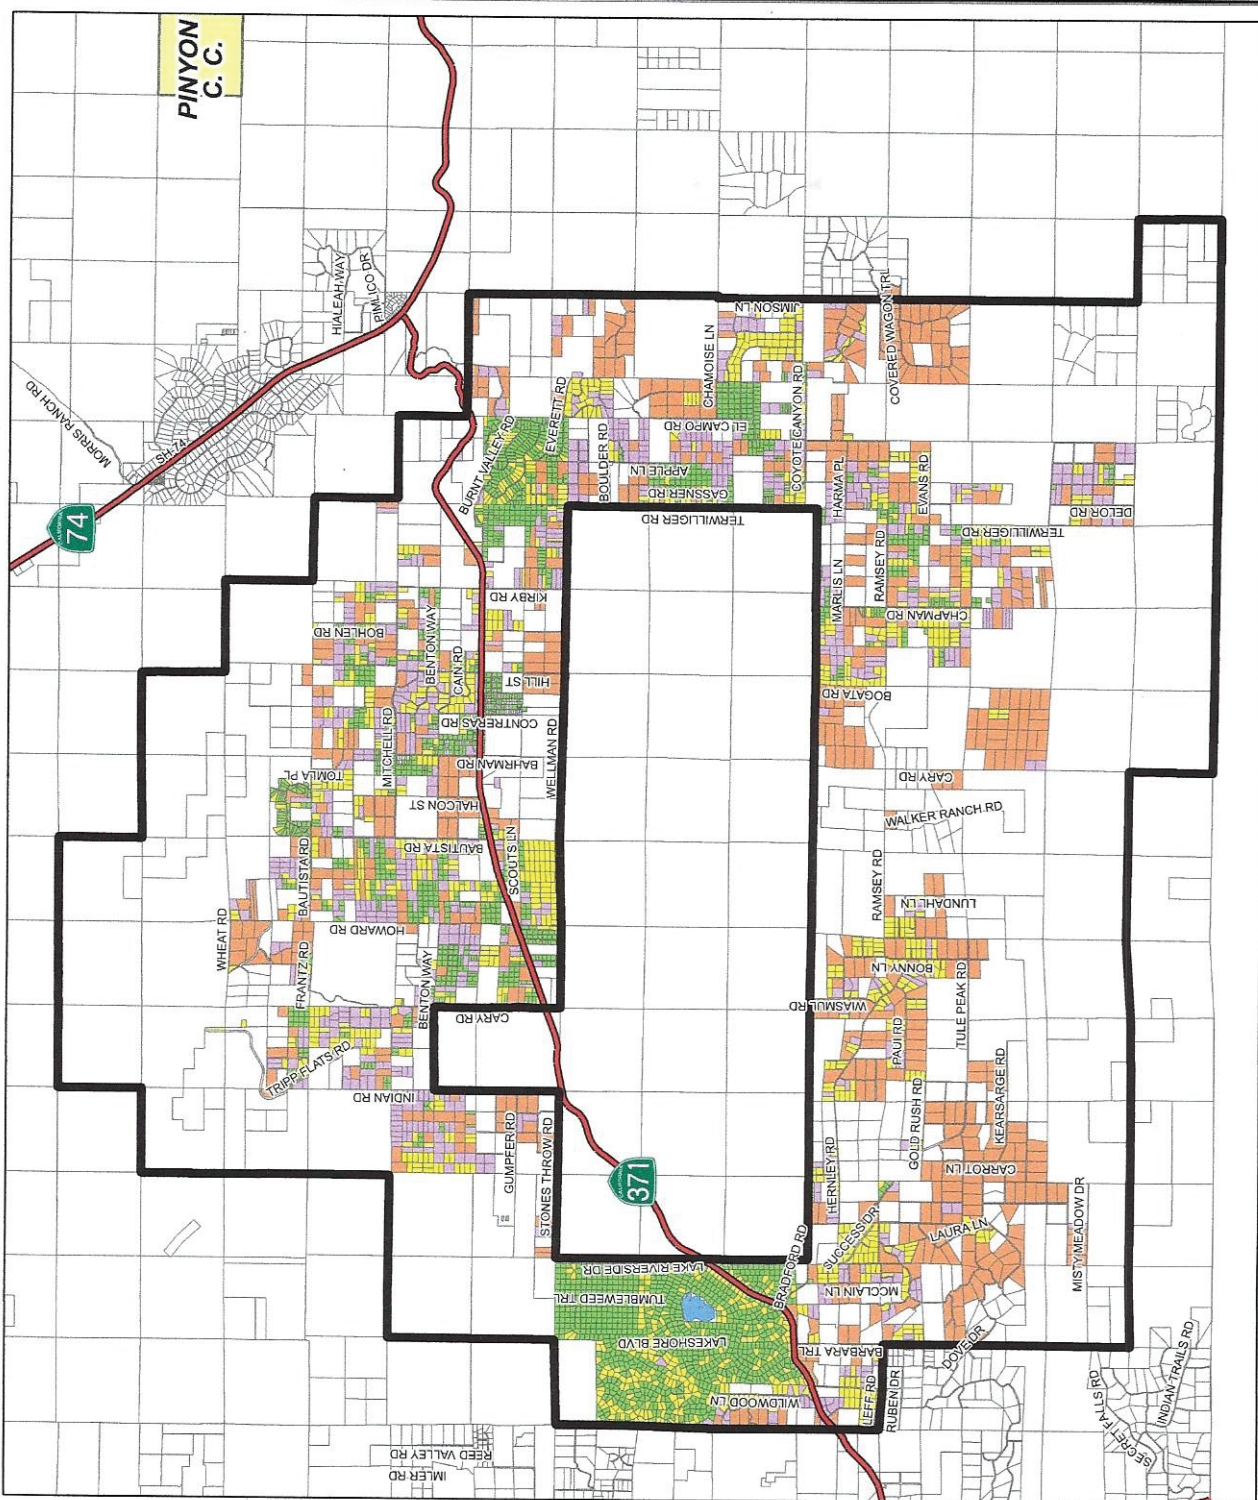 PINYON
C. C.
HIALEAH WAY
PIMLICO DR
MORRIS RANCH RD
SH-74
CALIFORNIA
74
JIMSON LN
COVERED WAGON TRL
CHAMOISE LN
EVERETT RD
BURNT VALLEY RD
BOULDER RD
EL CAMPO RD
COYOTE CANYON RD
APPLE LN
GASSNER RD
HARMA PL
EVANS RD
DELOR RD
TERWILLIGER RD
TERWILLIGER RD
RAMSEY RD
MARLIS LN
CHAPMAN RD
KIRBY RD
BOHLEN RD
BENTON WAY
CAIN RD
HILL ST
CONTRERAS RD
BOGATA RD
MITCHELL RD
BAHRMAN RD
WELLMAN RD
TOMLA PL
HALCON ST
CARY RD
WALKER RANCH RD
BAUTISTA RD
BAUTISTA RD
SCOUTS LN
RAMSEY RD
LUNDAHL LN
WHEAT RD
HOWARD RD
FRANTZ RD
BENTON WAY
BONNY LN
TULE PEAK RD
WIASMUL RD
CARY RD
PAUI RD
TRIPP FLATS RD
INDIAN RD
GOLD RUSH RD
KEARSARGE RD
GUMPFER RD
STONES THROW RD
CALIFORNIA
371
HERNLEY RD
CARROT LN
SUCCESS DR
LAURA LN
MISTY MEADOW DR
LAKE RIVERSIDE DR
BRADFORD RD
TUMBLEWEED TRL
MCCLAIN LN
LAKESHORE BLVD
BARBARA TRL
DOVE DR
WILDWOOD LN
LEFF RD
RUBEN DR
SECRET FALLS RD
INDIAN TRAILS RD
REED VALLEY RD
IMLER RD